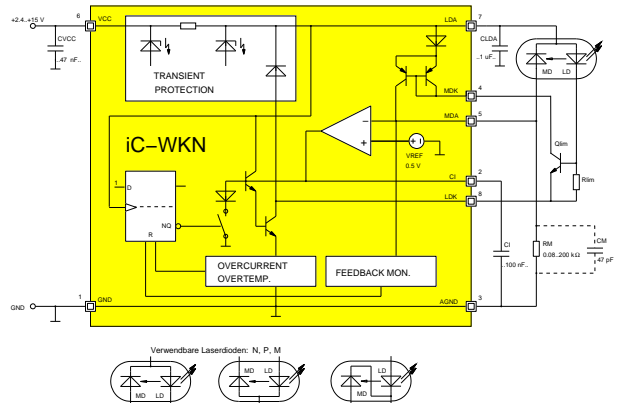 +2.4..+15 V
6
VCC
CVCC
..47 nF..
TRANSIENT
PROTECTION
LDA
7
CLDA
..1 uF..
MD
LD
MDK
4
MDA
5
iC–WKN
−
+
VREF
0.5 V
CI
2
LDK
8
Qlim
Rlim
1
D
NQ
R
OVERCURRENT
OVERTEMP.
FEEDBACK MON.
CI
..100 nF..
RM
0.08..200 kΩ
CM
47 pF
GND
1
GND
AGND
3
Verwendbare Laserdioden: N, P, M
MD
LD
MD
LD
MD
LD